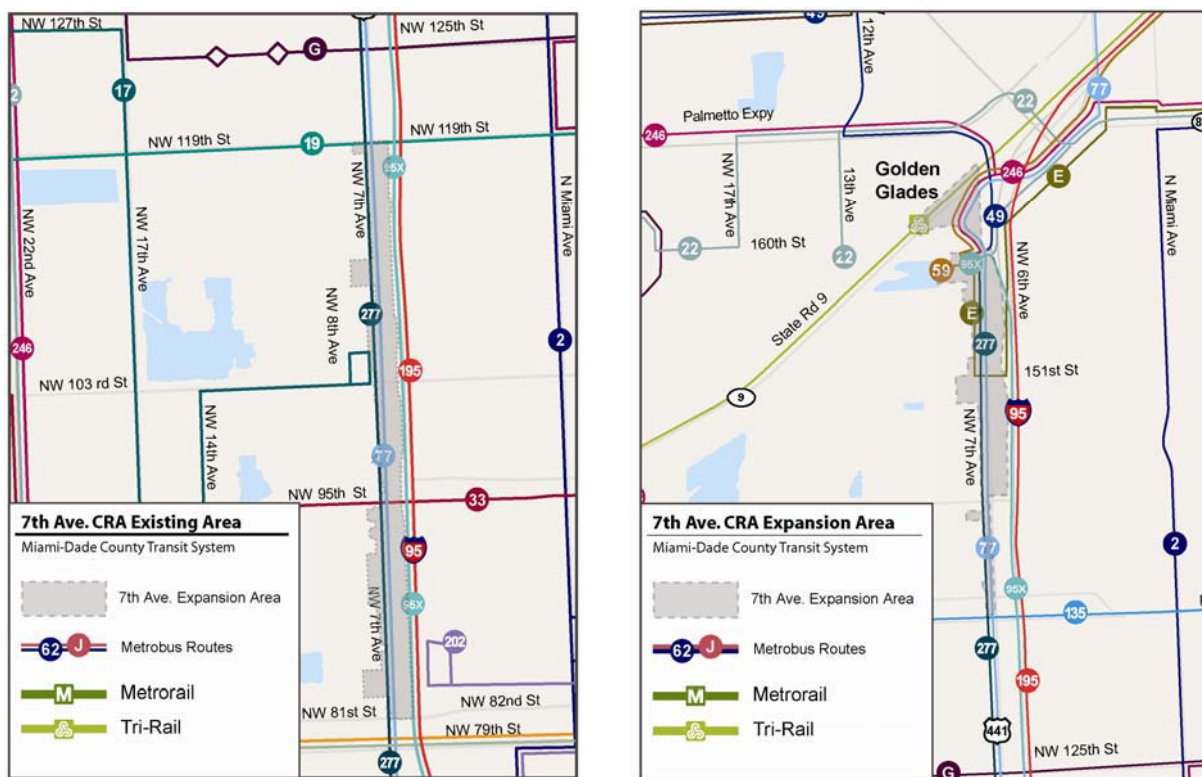 NW 127th St
NW 125th St
G
17
NW 119th St
19
NW 119th St
95X
NW 7th Ave
N Miami Ave
NW 22nd Ave
NW 17th Ave
277
NW 8th Ave
2
246
195
NW 103 rd St
NW 14th Ave
77
NW 95th St
33
95
NW 7th Ave
95X
202
NW 82nd St
NW 81st St
NW 79th St
277
7th Ave. CRA Existing Area
Miami-Dade County Transit System
7th Ave. Expansion Area
62 J Metrobus Routes
M Metrorail
Tri-Rail
49
12th Ave
77
22
Palmetto Expy
246
Golden
Glades
246
E
NW 17th Ave
13th Ave
N Miami Ave
49
160th St
22
22
NW 6th Ave
59
95X
State Rd 9
E
277
151st St
9
95
NW 7th Ave
77
2
95X
135
277
195
441
NW 125th St
G
7th Ave. CRA Expansion Area
Miami-Dade County Transit System
7th Ave. Expansion Area
62 J Metrobus Routes
M Metrorail
Tri-Rail